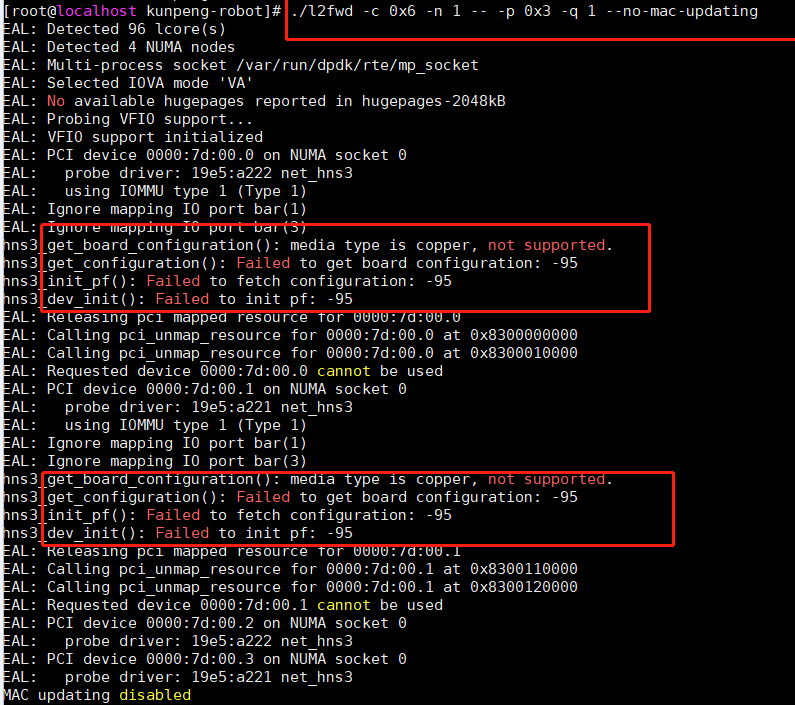 [root@localhost kunpeng-robot]# ./l2fwd -c 0x6 -n 1 -- -p 0x3 -q 1 --no-mac-updating
EAL: Detected 96 lcore(s)
EAL: Detected 4 NUMA nodes
EAL: Multi-process socket /var/run/dpdk/rte/mp_socket
EAL: Selected IOVA mode 'VA'
EAL: No available hugepages reported in hugepages-2048kB
EAL: Probing VFIO support...
EAL: VFIO support initialized
EAL: PCI device 0000:7d:00.0 on NUMA socket 0
EAL:   probe driver: 19e5:a222 net_hns3
EAL:   using IOMMU type 1 (Type 1)
EAL: Ignore mapping IO port bar(1)
EAL: Ignore mapping IO port bar(3)
hns3_get_board_configuration(): media type is copper, not supported.
hns3_get_configuration(): Failed to get board configuration: -95
hns3_init_pf(): Failed to fetch configuration: -95
hns3_dev_init(): Failed to init pf: -95
EAL: Releasing pci mapped resource for 0000:7d:00.0
EAL: Calling pci_unmap_resource for 0000:7d:00.0 at 0x8300000000
EAL: Calling pci_unmap_resource for 0000:7d:00.0 at 0x8300010000
EAL: Requested device 0000:7d:00.0 cannot be used
EAL: PCI device 0000:7d:00.1 on NUMA socket 0
EAL:   probe driver: 19e5:a221 net_hns3
EAL:   using IOMMU type 1 (Type 1)
EAL: Ignore mapping IO port bar(1)
EAL: Ignore mapping IO port bar(3)
hns3_get_board_configuration(): media type is copper, not supported.
hns3_get_configuration(): Failed to get board configuration: -95
hns3_init_pf(): Failed to fetch configuration: -95
hns3_dev_init(): Failed to init pf: -95
EAL: Releasing pci mapped resource for 0000:7d:00.1
EAL: Calling pci_unmap_resource for 0000:7d:00.1 at 0x8300110000
EAL: Calling pci_unmap_resource for 0000:7d:00.1 at 0x8300120000
EAL: Requested device 0000:7d:00.1 cannot be used
EAL: PCI device 0000:7d:00.2 on NUMA socket 0
EAL:   probe driver: 19e5:a222 net_hns3
EAL: PCI device 0000:7d:00.3 on NUMA socket 0
EAL:   probe driver: 19e5:a221 net_hns3
MAC updating disabled